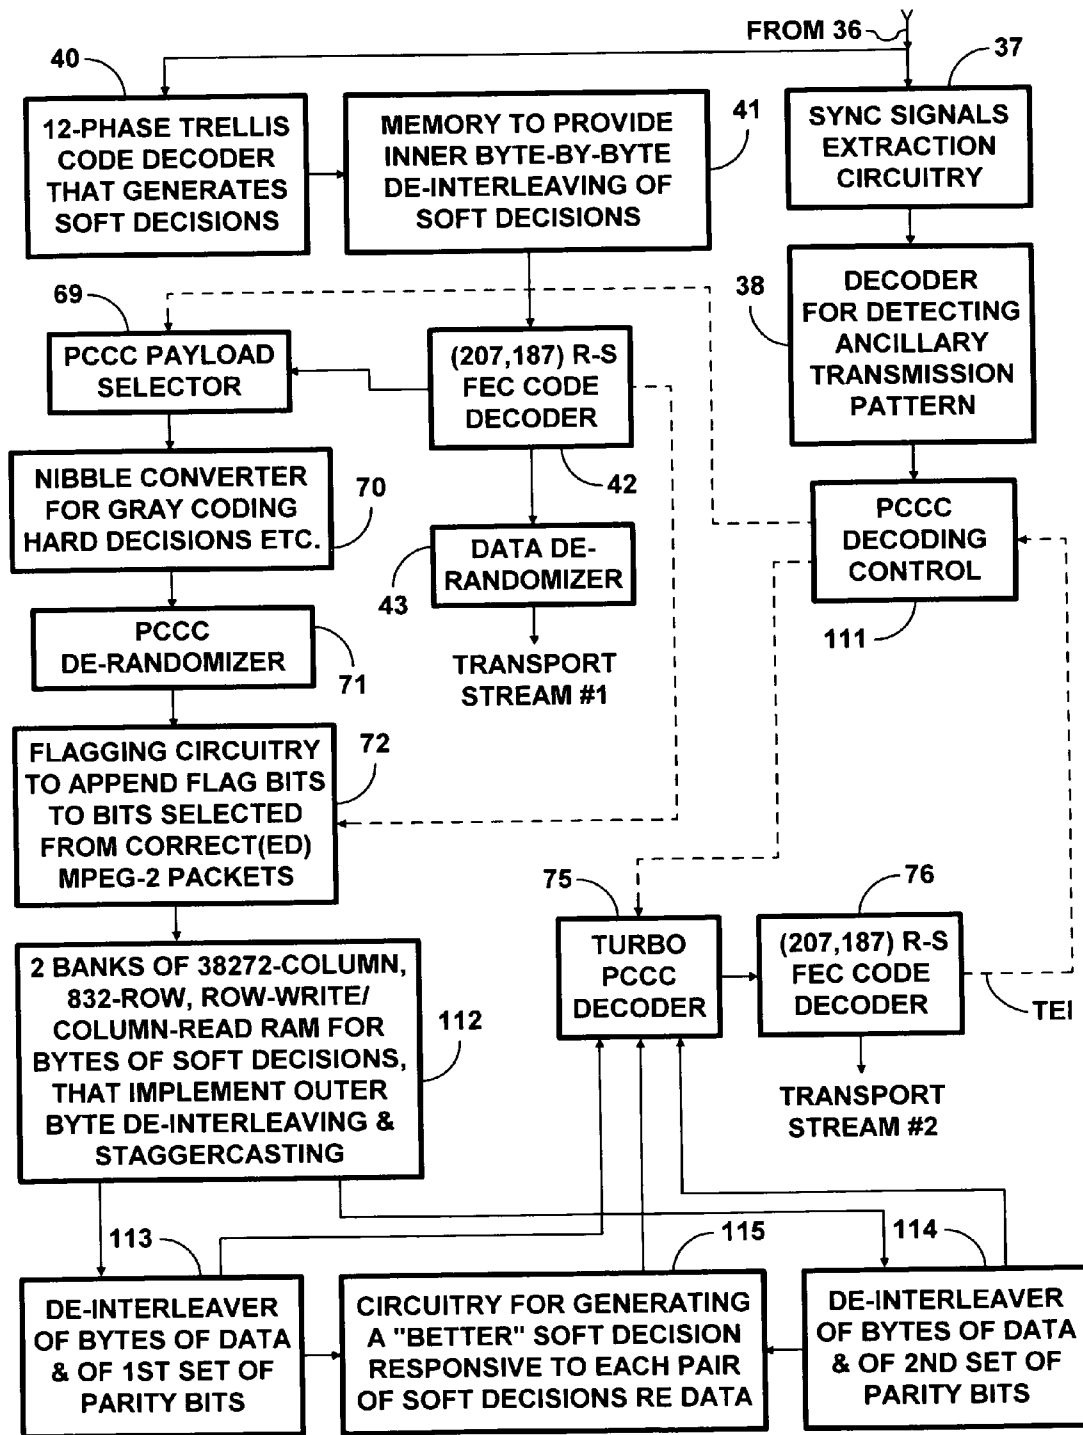 FROM 36
40
37
12-PHASE TRELLIS
CODE DECODER
THAT GENERATES
SOFT DECISIONS
MEMORY TO PROVIDE
INNER BYTE-BY-BYTE
DE-INTERLEAVING OF
SOFT DECISIONS
41
SYNC SIGNALS
EXTRACTION
CIRCUITRY
69
38
PCCC PAYLOAD
SELECTOR
(207,187) R-S
FEC CODE
DECODER
DECODER
FOR DETECTING
ANCILLARY
TRANSMISSION
PATTERN
NIBBLE CONVERTER
FOR GRAY CODING
HARD DECISIONS ETC.
70
42
PCCC
DECODING
CONTROL
111
43
DATA DE-
RANDOMIZER
PCCC
DE-RANDOMIZER
71
TRANSPORT
STREAM #1
FLAGGING CIRCUITRY
TO APPEND FLAG BITS
TO BITS SELECTED
FROM CORRECT(ED)
MPEG-2 PACKETS
72
75
76
2 BANKS OF 38272-COLUMN,
832-ROW, ROW-WRITE/
COLUMN-READ RAM FOR
BYTES OF SOFT DECISIONS,
THAT IMPLEMENT OUTER
BYTE DE-INTERLEAVING &
STAGGERCASTING
112
TURBO
PCCC
DECODER
(207,187) R-S
FEC CODE
DECODER
TEI
TRANSPORT
STREAM #2
113
115
114
DE-INTERLEAVER
OF BYTES OF DATA
& OF 1ST SET OF
PARITY BITS
CIRCUITRY FOR GENERATING
A "BETTER" SOFT DECISION
RESPONSIVE TO EACH PAIR
OF SOFT DECISIONS RE DATA
DE-INTERLEAVER
OF BYTES OF DATA
& OF 2ND SET OF
PARITY BITS